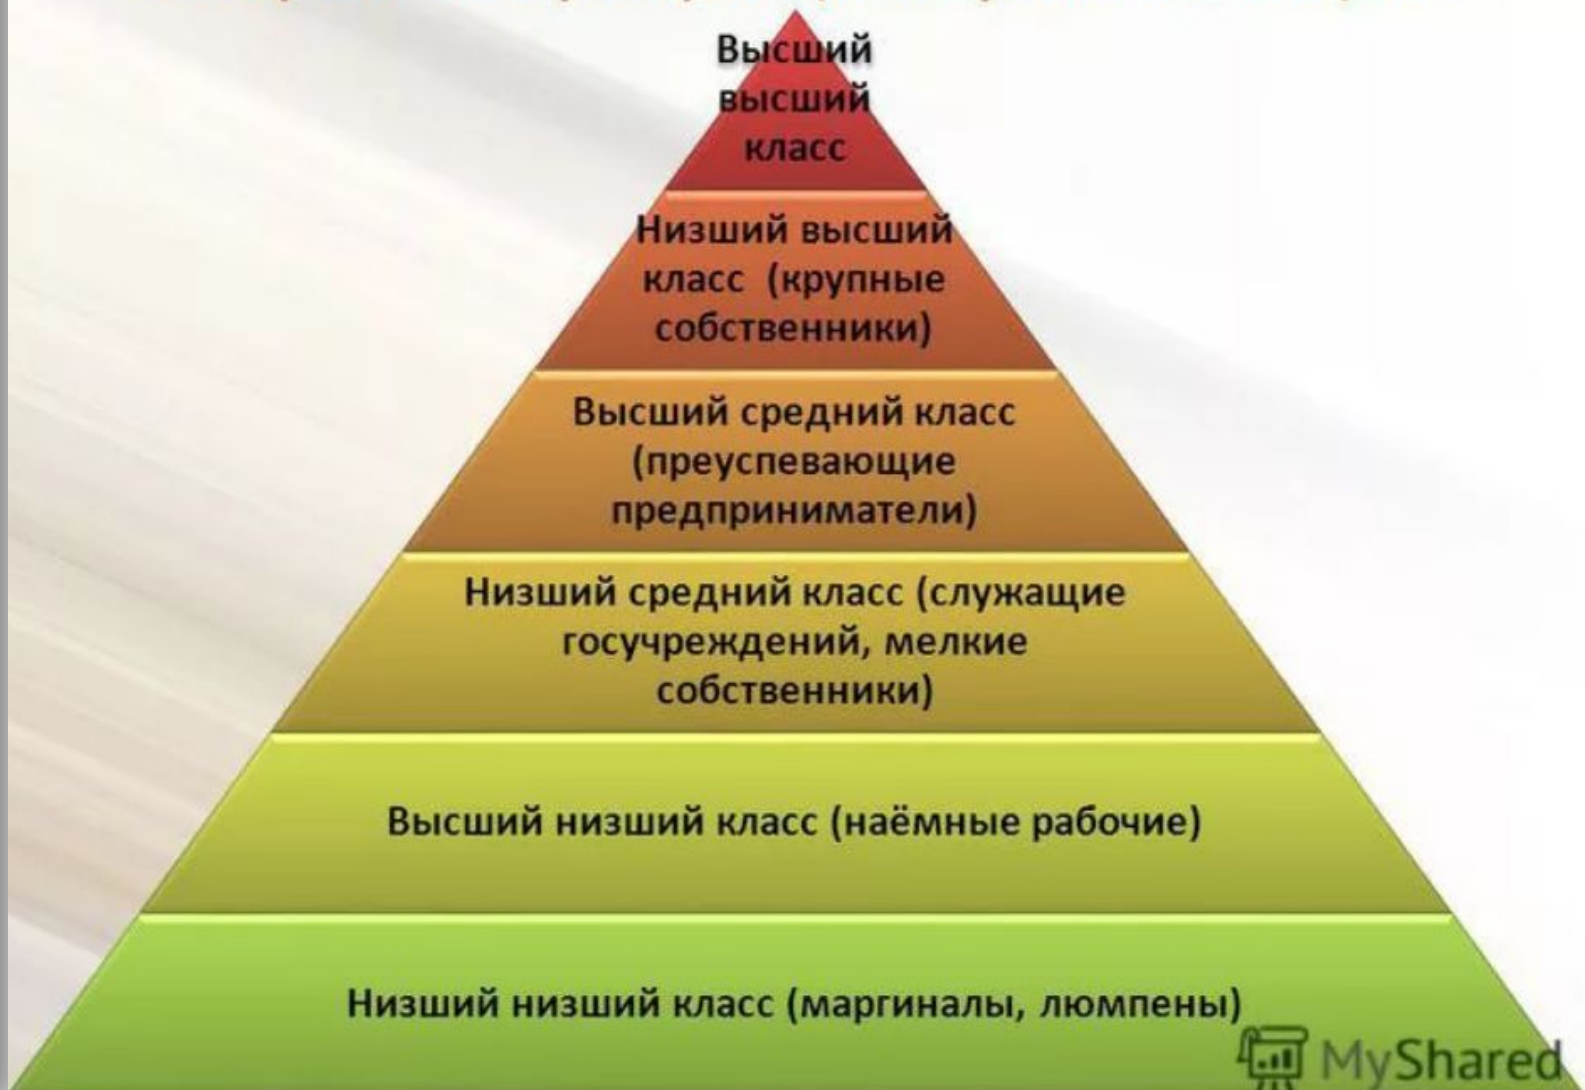 Высший
высший
класс
Низший высший
класс (крупные
собственники)
Высший средний класс
(преуспевающие
предприниматели)
Низший средний класс (служащие
госучреждений, мелкие
собственники)
Высший низший класс (наёмные рабочие)
Низший низший класс (маргиналы, люмпены)
MyShared